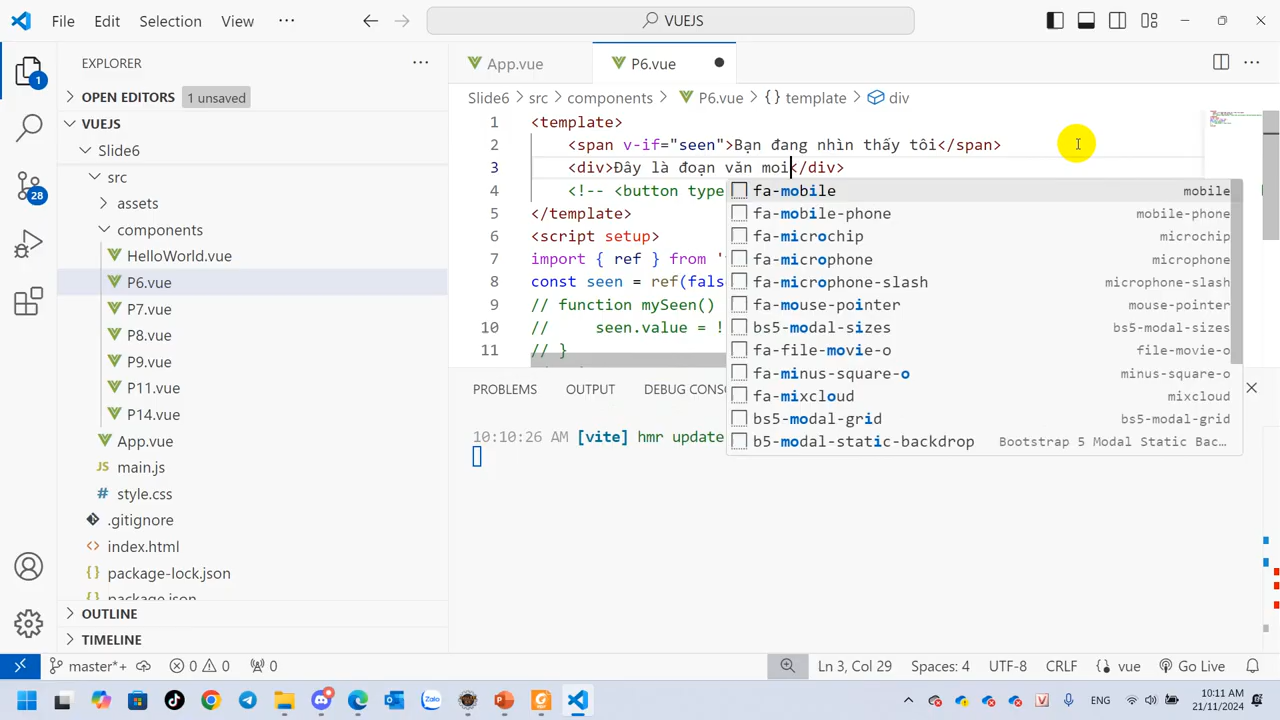 File Edit Selection View ··· VUEJS
EXPLORER ···
OPEN EDITORS 1 unsaved
VUEJS
Slide6
src
assets
components
HelloWorld.vue
P6.vue
P7.vue
P8.vue
P9.vue
P11.vue
P14.vue
App.vue
main.js
style.css
.gitignore
index.html
package-lock.json
package.json
OUTLINE
TIMELINE
1
28
App.vue P6.vue
Slide6 > src > components > P6.vue > {} template > div
1 <template>
2 <span v-if="seen">Bạn đang nhìn thấy tôi</span>
3 <div>Đây là đoạn văn moi</div>
4 <!-- <button type
5 </template>
6 <script setup>
7 import { ref } from '
8 const seen = ref(fals
9 // function mySeen()
10 // seen.value = !
11 // }
fa-mobile mobile
fa-mobile-phone mobile-phone
fa-microchip microchip
fa-microphone microphone
fa-microphone-slash microphone-slash
fa-mouse-pointer mouse-pointer
bs5-modal-sizes bs5-modal-sizes
fa-file-movie-o file-movie-o
fa-minus-square-o minus-square-o
fa-mixcloud mixcloud
bs5-modal-grid bs5-modal-grid
b5-modal-static-backdrop Bootstrap 5 Modal Static Bac...
PROBLEMS OUTPUT DEBUG CONS
10:10:26 AM [vite] hmr update
master*+ 0 0 0 Ln 3, Col 29 Spaces: 4 UTF-8 CRLF vue Go Live
Zalo
ENG 10:11 AM
21/11/2024